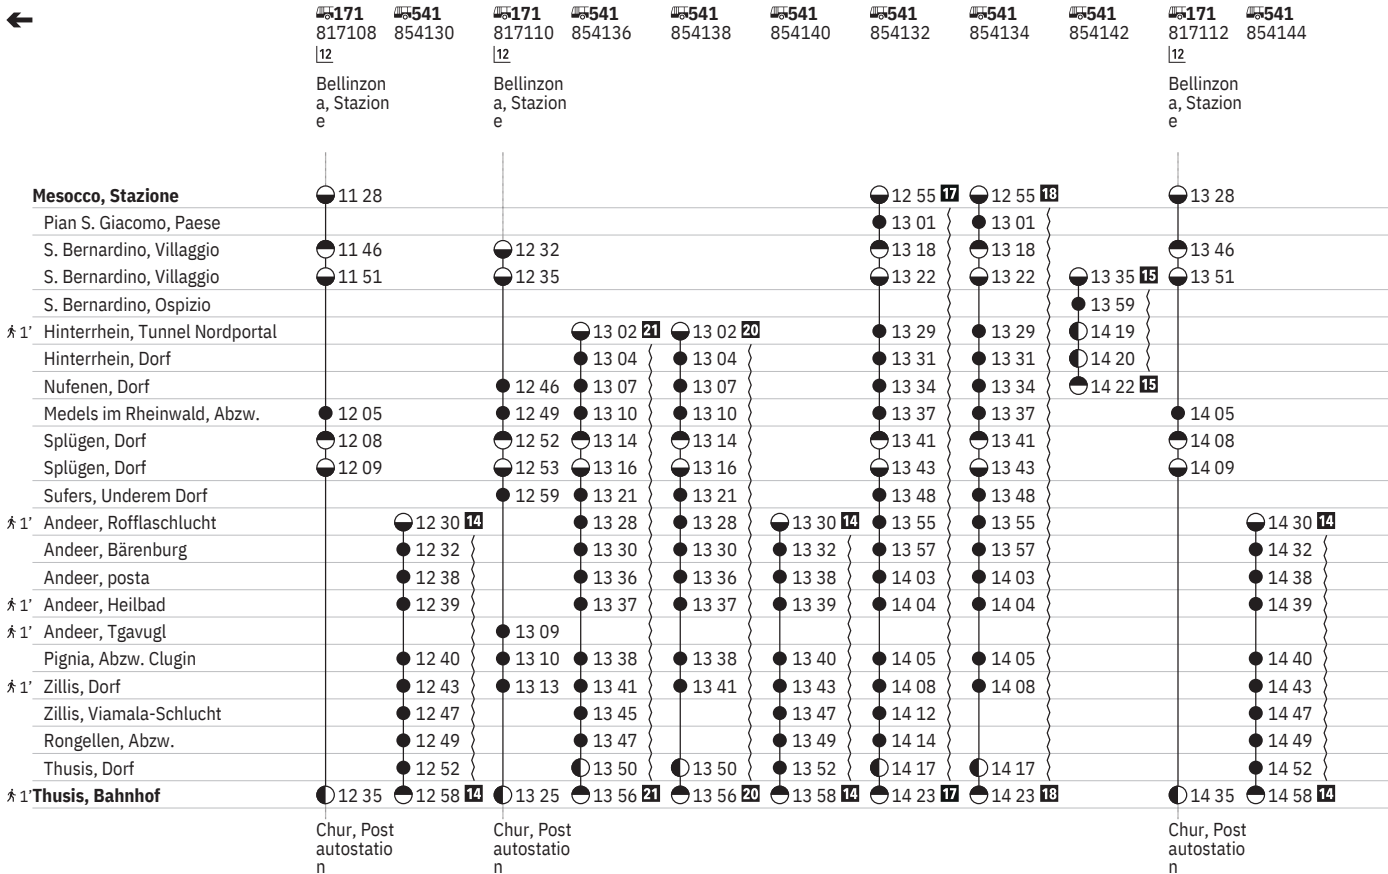 171 541 171 541 541 541 541 541 541 171 541
817108 854130 817110 854136 854138 854140 854132 854134 854142 817112 854144
12 12 12
Bellinzon Bellinzon Bellinzon
a, Stazion a, Stazion a, Stazion
e e e
Mesocco, Stazione 11 28 12 55 17 12 55 18 13 28
Pian S. Giacomo, Paese 13 01 13 01
S. Bernardino, Villaggio 11 46 12 32 13 18 13 18 13 46
S. Bernardino, Villaggio 11 51 12 35 13 22 13 22 13 35 15 13 51
S. Bernardino, Ospizio 13 59
1' Hinterrhein, Tunnel Nordportal 13 02 21 13 02 20 13 29 13 29 14 19
Hinterrhein, Dorf 13 04 13 04 13 31 13 31 14 20
Nufenen, Dorf 12 46 13 07 13 07 13 34 13 34 14 22 15
Medels im Rheinwald, Abzw. 12 05 12 49 13 10 13 10 13 37 13 37 14 05
Splügen, Dorf 12 08 12 52 13 14 13 14 13 41 13 41 14 08
Splügen, Dorf 12 09 12 53 13 16 13 16 13 43 13 43 14 09
Sufers, Underem Dorf 12 59 13 21 13 21 13 48 13 48
1' Andeer, Rofflaschlucht 12 30 14 13 28 13 28 13 30 14 13 55 13 55 14 30 14
Andeer, Bärenburg 12 32 13 30 13 30 13 32 13 57 13 57 14 32
Andeer, posta 12 38 13 36 13 36 13 38 14 03 14 03 14 38
1' Andeer, Heilbad 12 39 13 37 13 37 13 39 14 04 14 04 14 39
1' Andeer, Tgavugl 13 09
Pignia, Abzw. Clugin 12 40 13 10 13 38 13 38 13 40 14 05 14 05 14 40
1' Zillis, Dorf 12 43 13 13 13 41 13 41 13 43 14 08 14 08 14 43
Zillis, Viamala-Schlucht 12 47 13 45 13 47 14 12 14 47
Rongellen, Abzw. 12 49 13 47 13 49 14 14 14 49
Thusis, Dorf 12 52 13 50 13 50 13 52 14 17 14 17 14 52
1' Thusis, Bahnhof 12 35 12 58 14 13 25 13 56 21 13 56 20 13 58 14 14 23 17 14 23 18 14 35 14 58 14
Chur, Post Chur, Post Chur, Post
autostatio autostatio autostatio
n n n